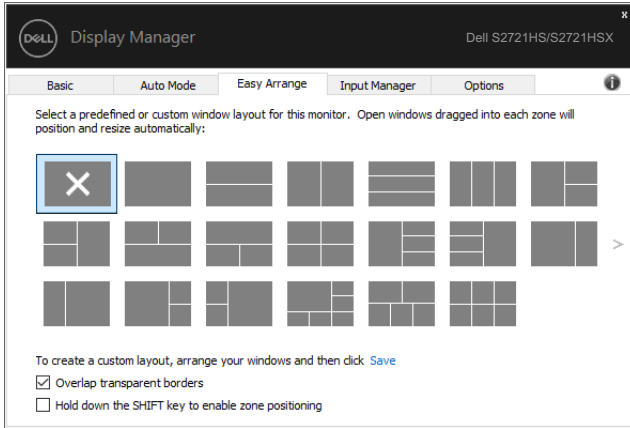 x
DELL Display Manager
Dell S2721HS/S2721HSX
Basic Auto Mode Easy Arrange Input Manager Options i
Select a predefined or custom window layout for this monitor. Open windows dragged into each zone will
position and resize automatically:
>
To create a custom layout, arrange your windows and then click Save
Overlap transparent borders
Hold down the SHIFT key to enable zone positioning